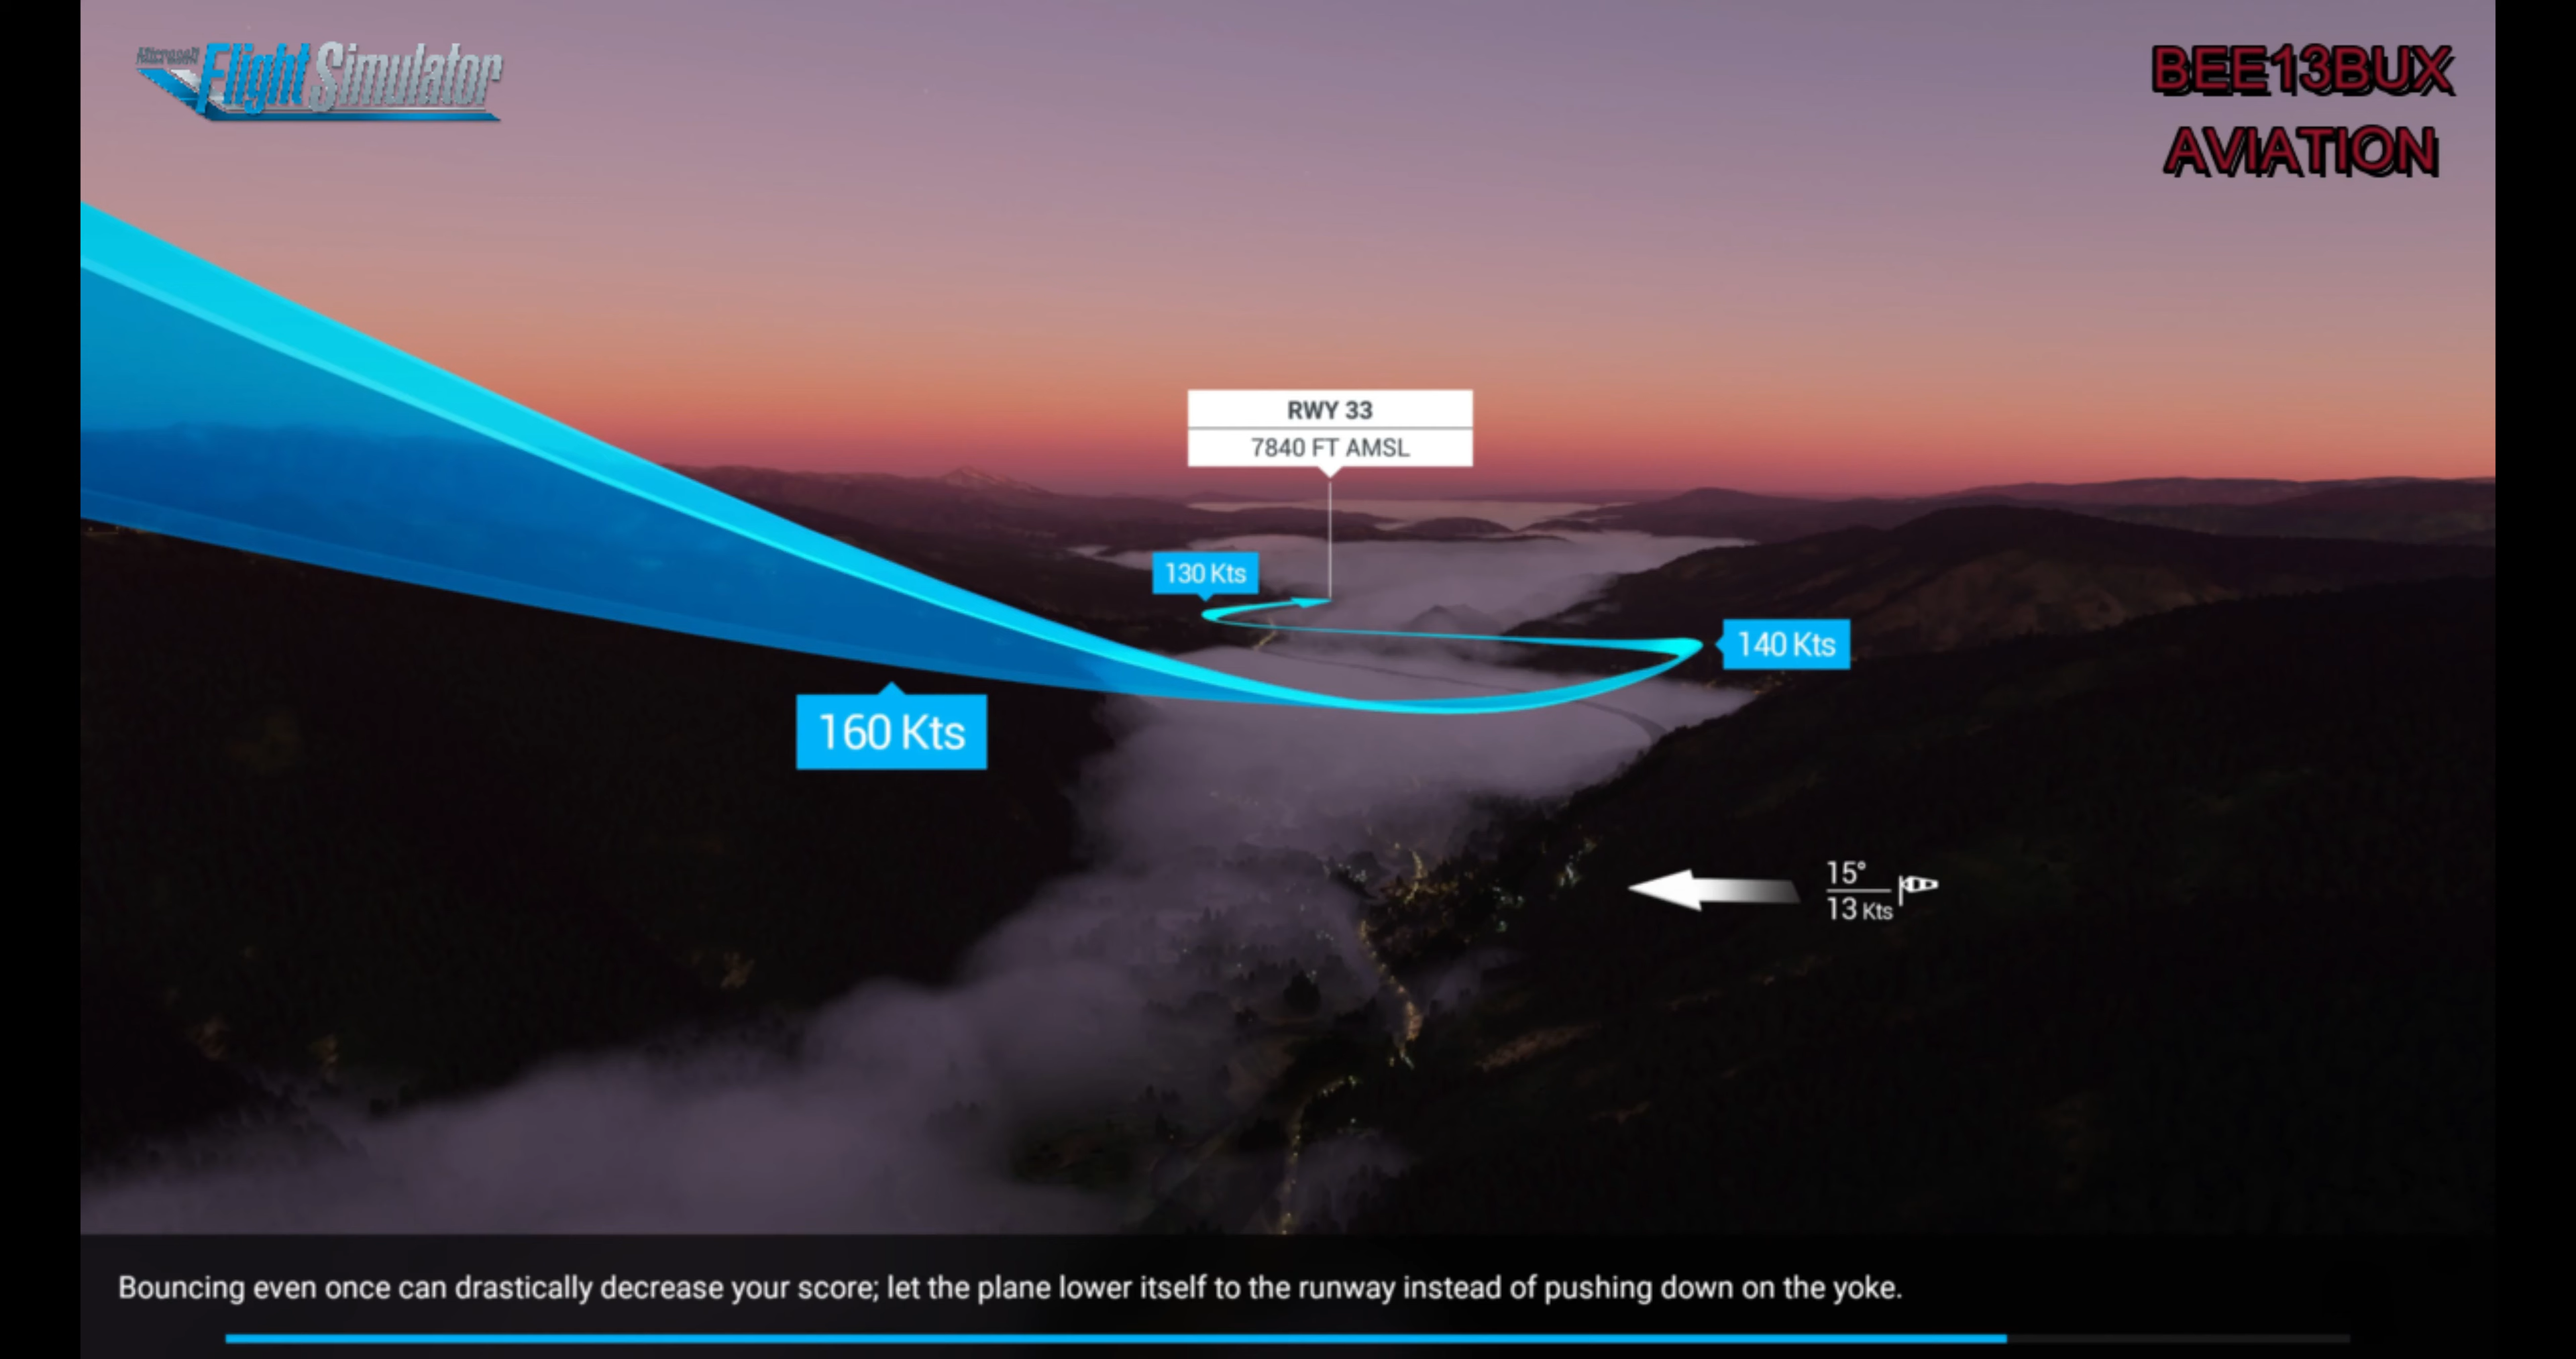 Microsoft
Flight Simulator
BEE13BUX
AVIATION
RWY 33
7840 FT AMSL
130 Kts
140 Kts
160 Kts
15°
13 Kts
Bouncing even once can drastically decrease your score; let the plane lower itself to the runway instead of pushing down on the yoke.